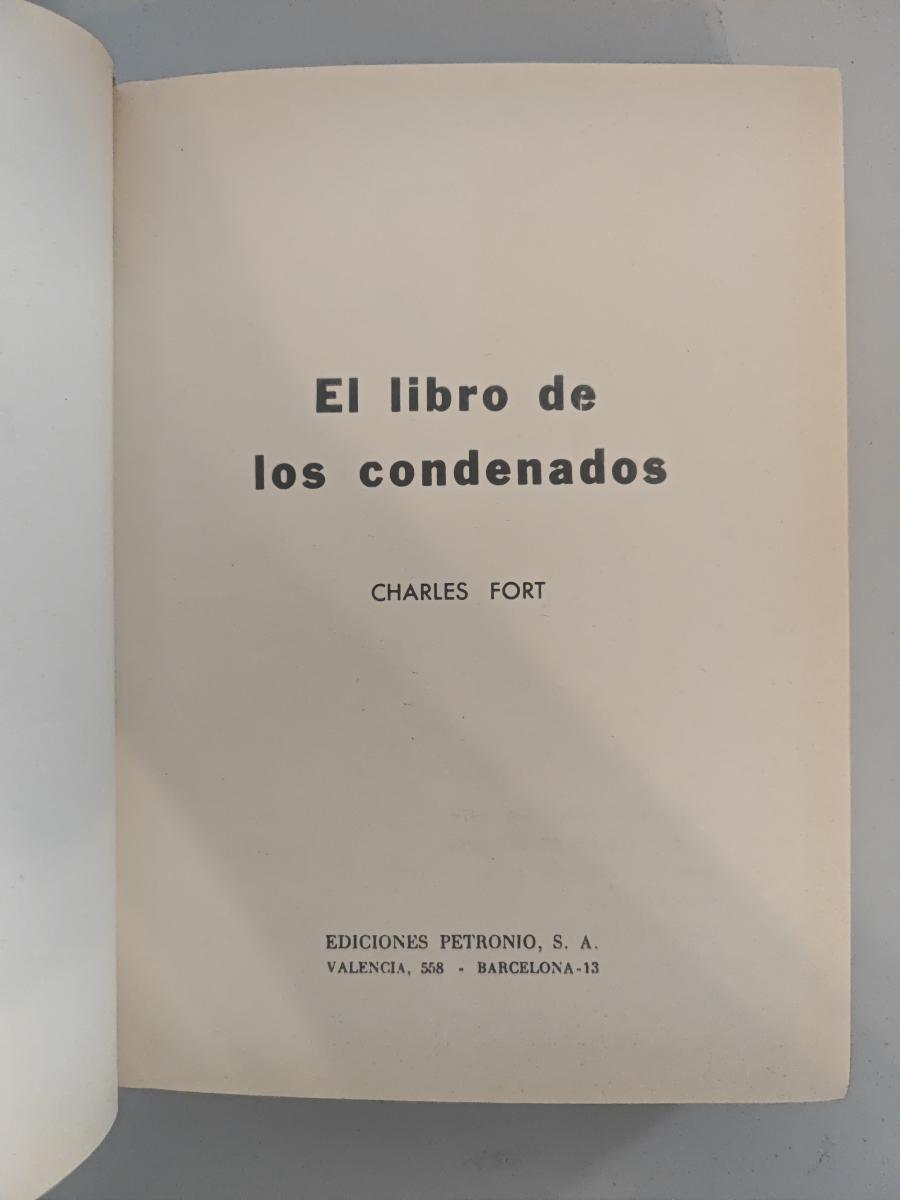 El libro de
los condenados
CHARLES FORT
EDICIONES PETRONIO, S. A.
VALENCIA, 558 - BARCELONA-13